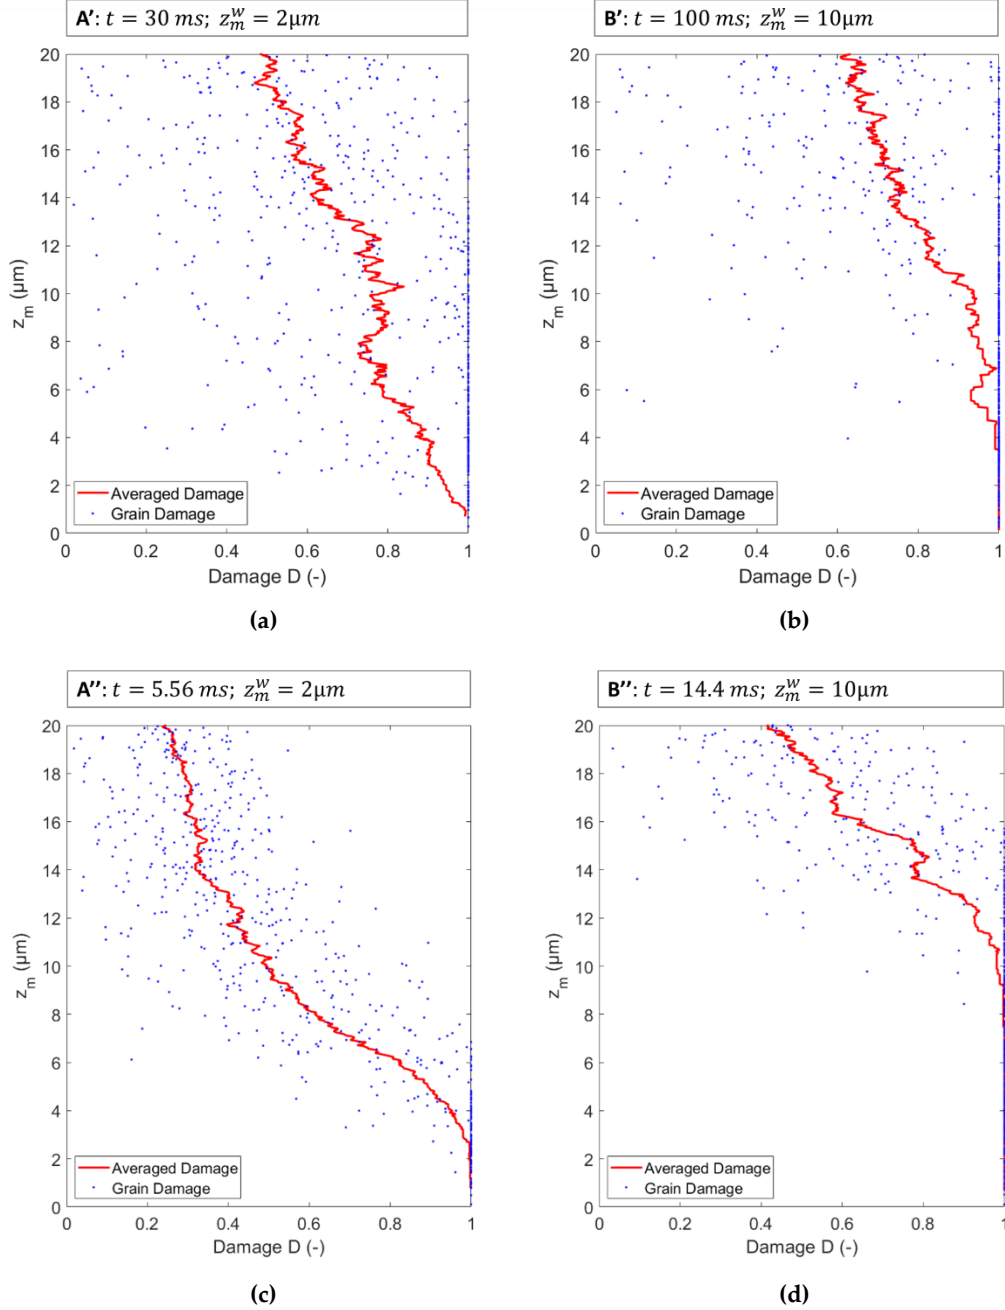 A’: t = 30 ms; z_m^w = 2µm
20
18
16
14
12
10
8
6
4
2
0
z_m (µm)
Averaged Damage
Grain Damage
0 0.2 0.4 0.6 0.8 1
Damage D (-)
(a)
B’: t = 100 ms; z_m^w = 10µm
20
18
16
14
12
10
8
6
4
2
0
z_m (µm)
Averaged Damage
Grain Damage
0 0.2 0.4 0.6 0.8 1
Damage D (-)
(b)
A’’: t = 5.56 ms; z_m^w = 2µm
20
18
16
14
12
10
8
6
4
2
0
z_m (µm)
Averaged Damage
Grain Damage
0 0.2 0.4 0.6 0.8 1
Damage D (-)
(c)
B’’: t = 14.4 ms; z_m^w = 10µm
20
18
16
14
12
10
8
6
4
2
0
z_m (µm)
Averaged Damage
Grain Damage
0 0.2 0.4 0.6 0.8 1
Damage D (-)
(d)